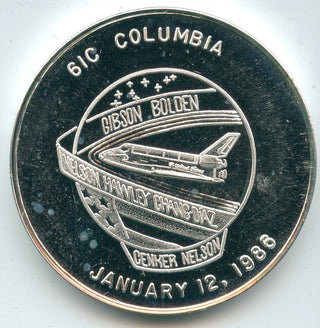 61C COLUMBIA
GIBSON BOLDEN
NELSON HAWLEY CHANG-DIAZ
CENKER NELSON
JANUARY 12, 1986